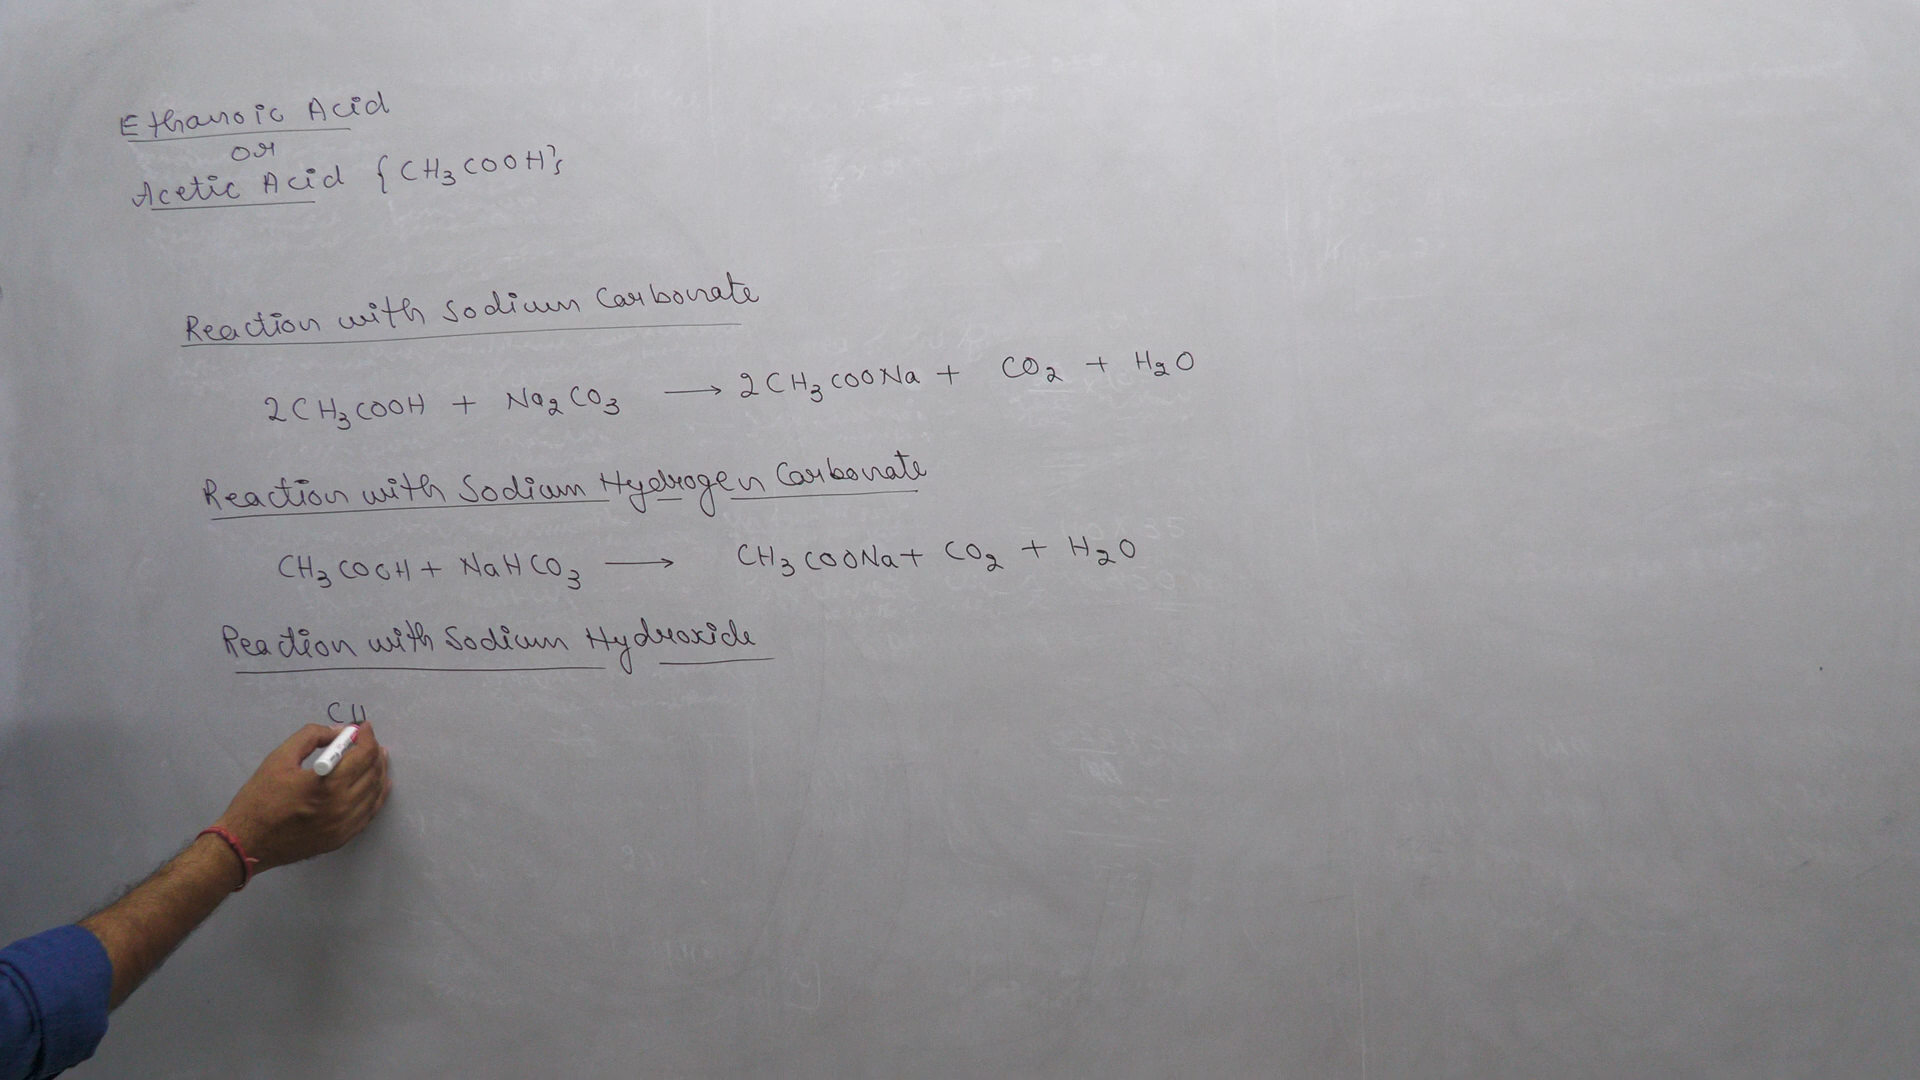 Ethanoic Acid
or
Acetic Acid {CH₃COOH}
Reaction with Sodium Carbonate
2CH₃COOH + Na₂CO₃ ⟶ 2CH₃COONa + CO₂ + H₂O
Reaction with Sodium Hydrogen Carbonate
CH₃COOH + NaHCO₃ ⟶ CH₃COONa + CO₂ + H₂O
Reaction with Sodium Hydroxide
CH